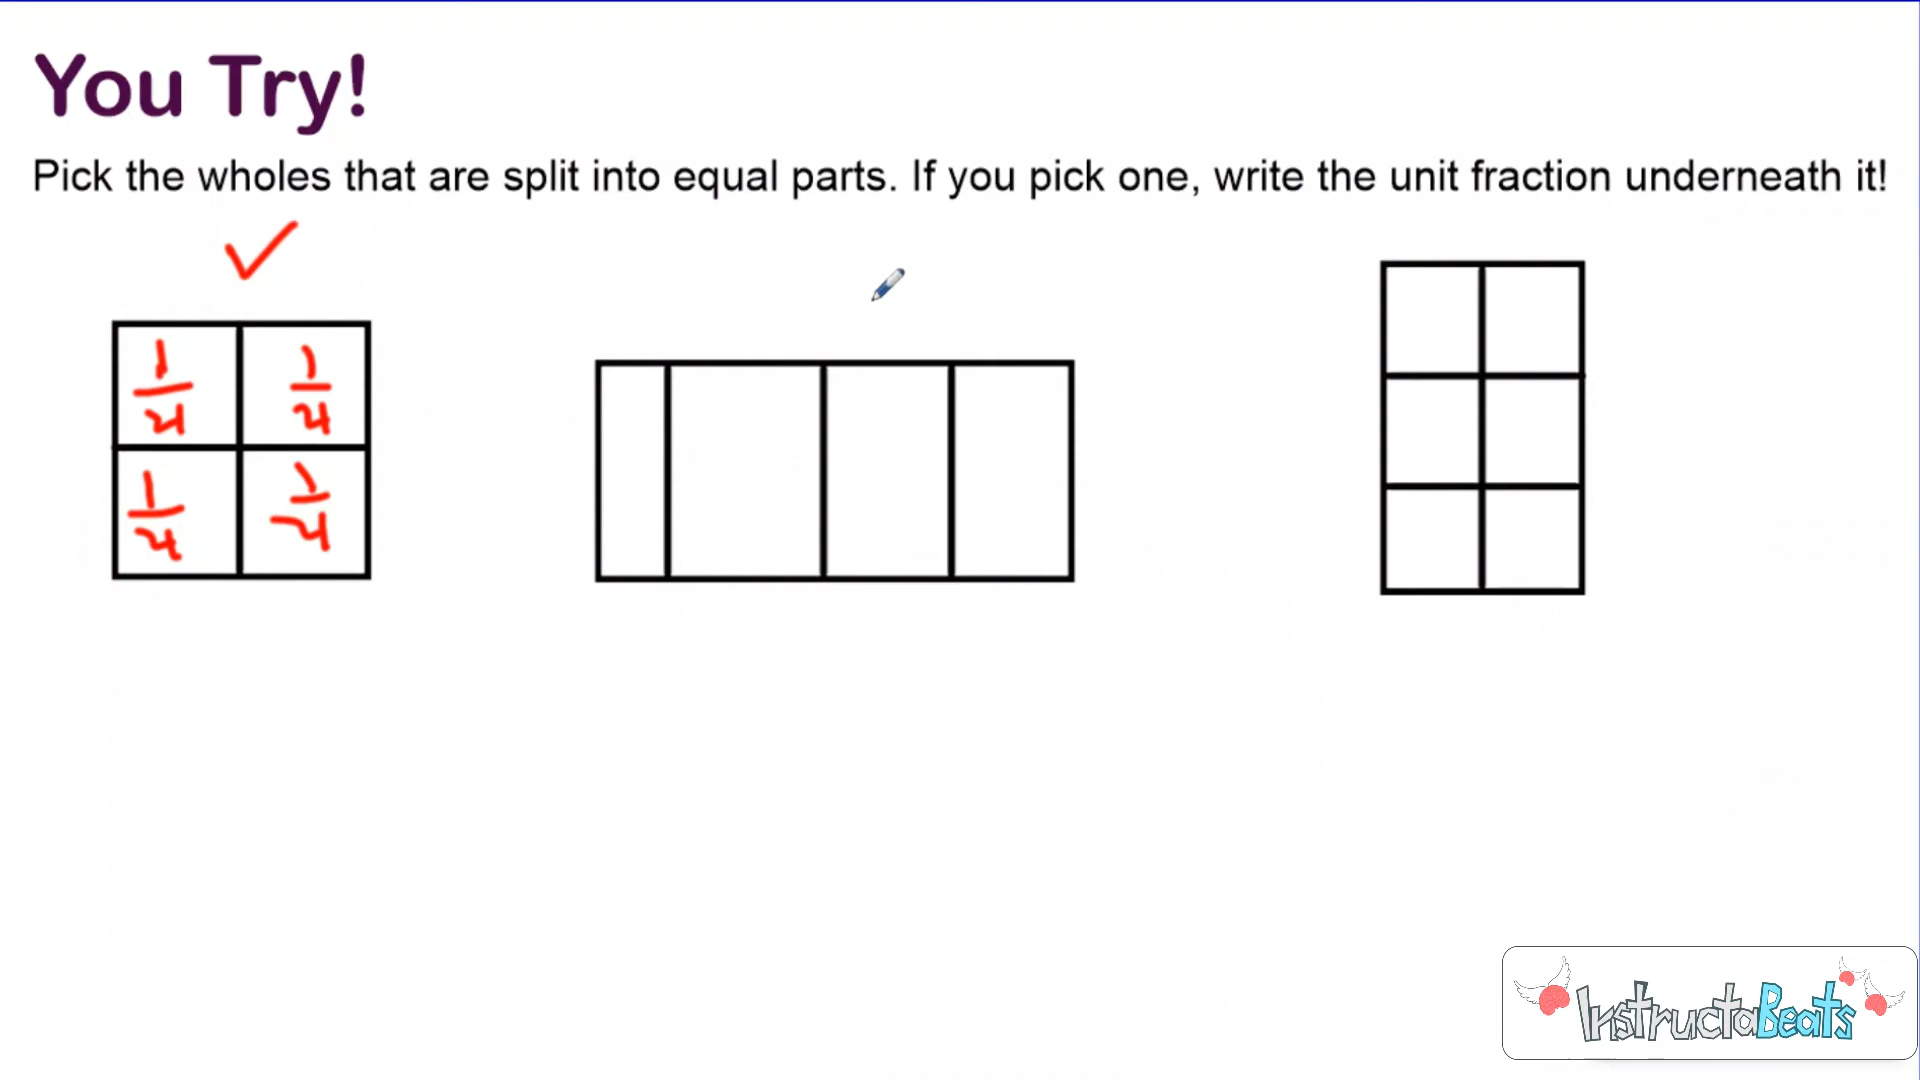 You Try!
Pick the wholes that are split into equal parts. If you pick one, write the unit fraction underneath it!
1/4 1/4
1/4 1/4
InstructaBeats